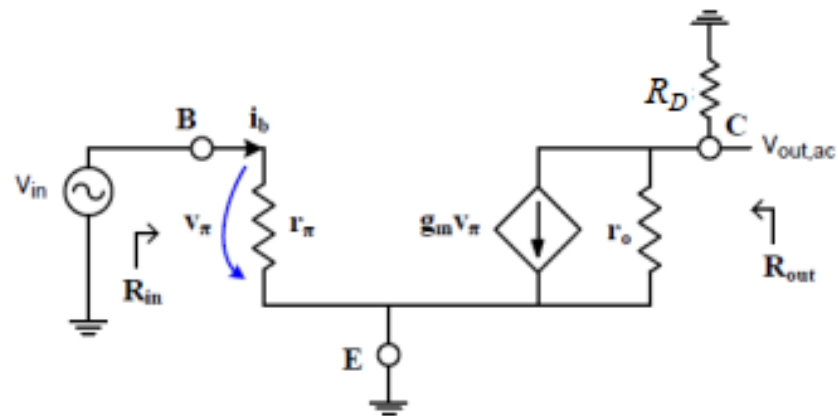 R_D
B
i_b
C
V_out,ac
V_in
v_π
r_π
g_m v_π
r_o
R_in
R_out
E